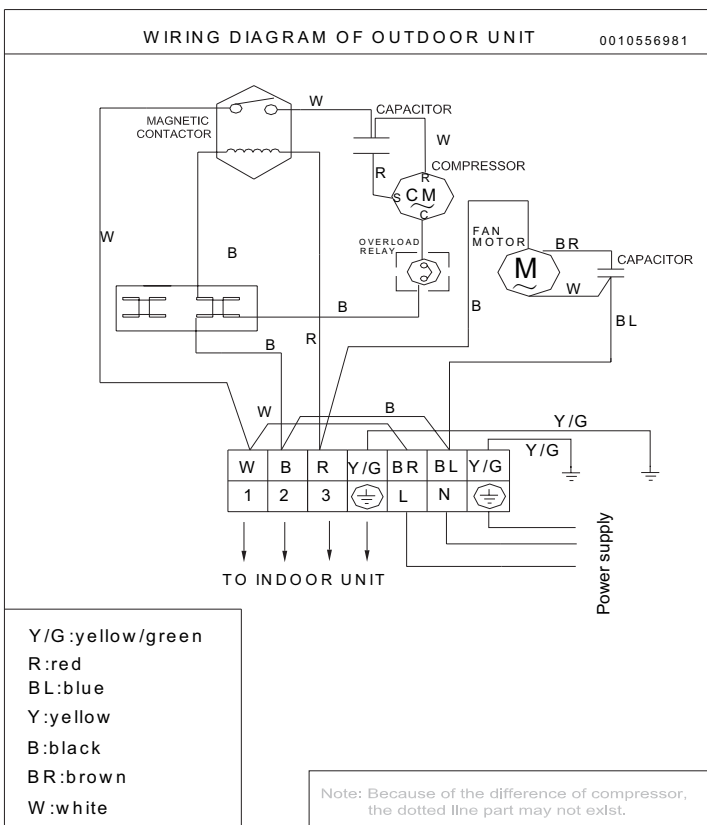 WIRING DIAGRAM OF OUTDOOR UNIT 0010556981
W
CAPACITOR
MAGNETIC
CONTACTOR
W
R
COMPRESSOR
R
S CM
C
OVERLOAD
RELAY
FAN
MOTOR
BR
M
CAPACITOR
W
W
B
B
B
BL
B
R
W
B
Y/G
Y/G
W B R Y/G BR BL Y/G
1 2 3 L N
TO INDOOR UNIT
Power supply
Y/G:yellow/green
R:red
BL:blue
Y:yellow
B:black
BR:brown
W:white
Note: Because of the difference of compressor,
the dotted line part may not exist.